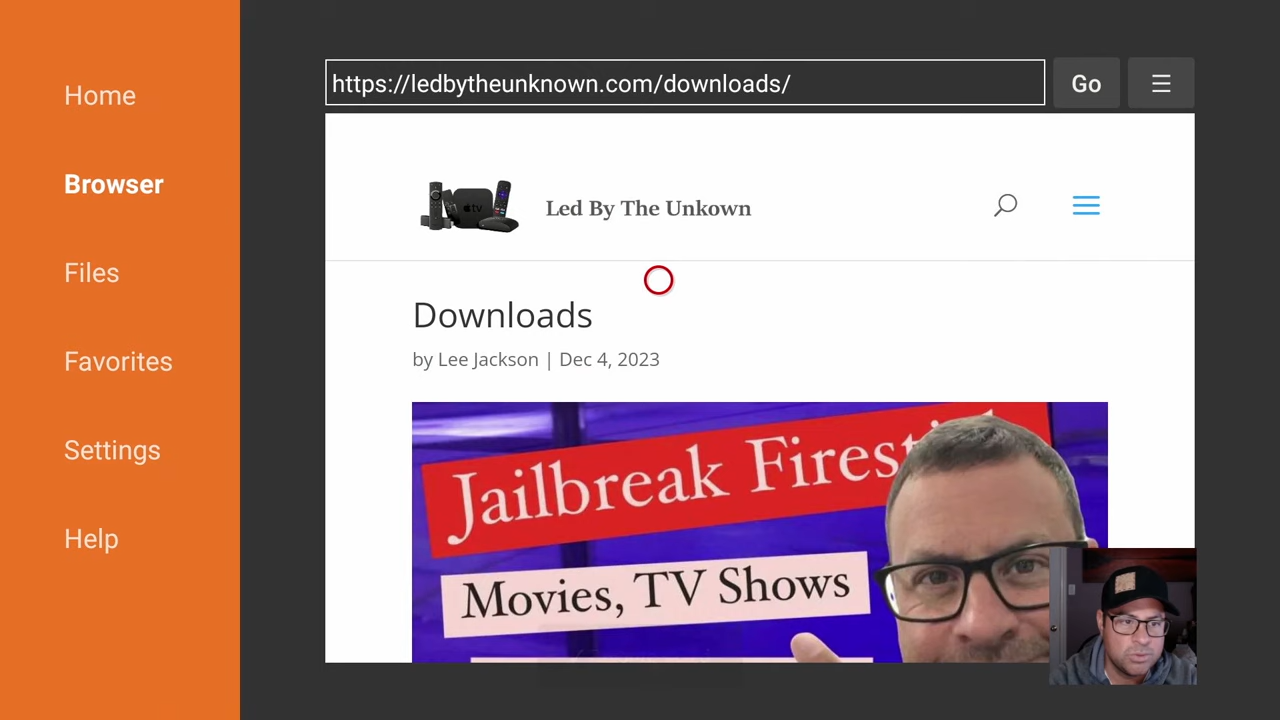 Home
Browser
Files
Favorites
Settings
Help
https://ledbytheunknown.com/downloads/
Go
Led By The Unkown
Downloads
by Lee Jackson | Dec 4, 2023
Jailbreak Firesti
Movies, TV Shows